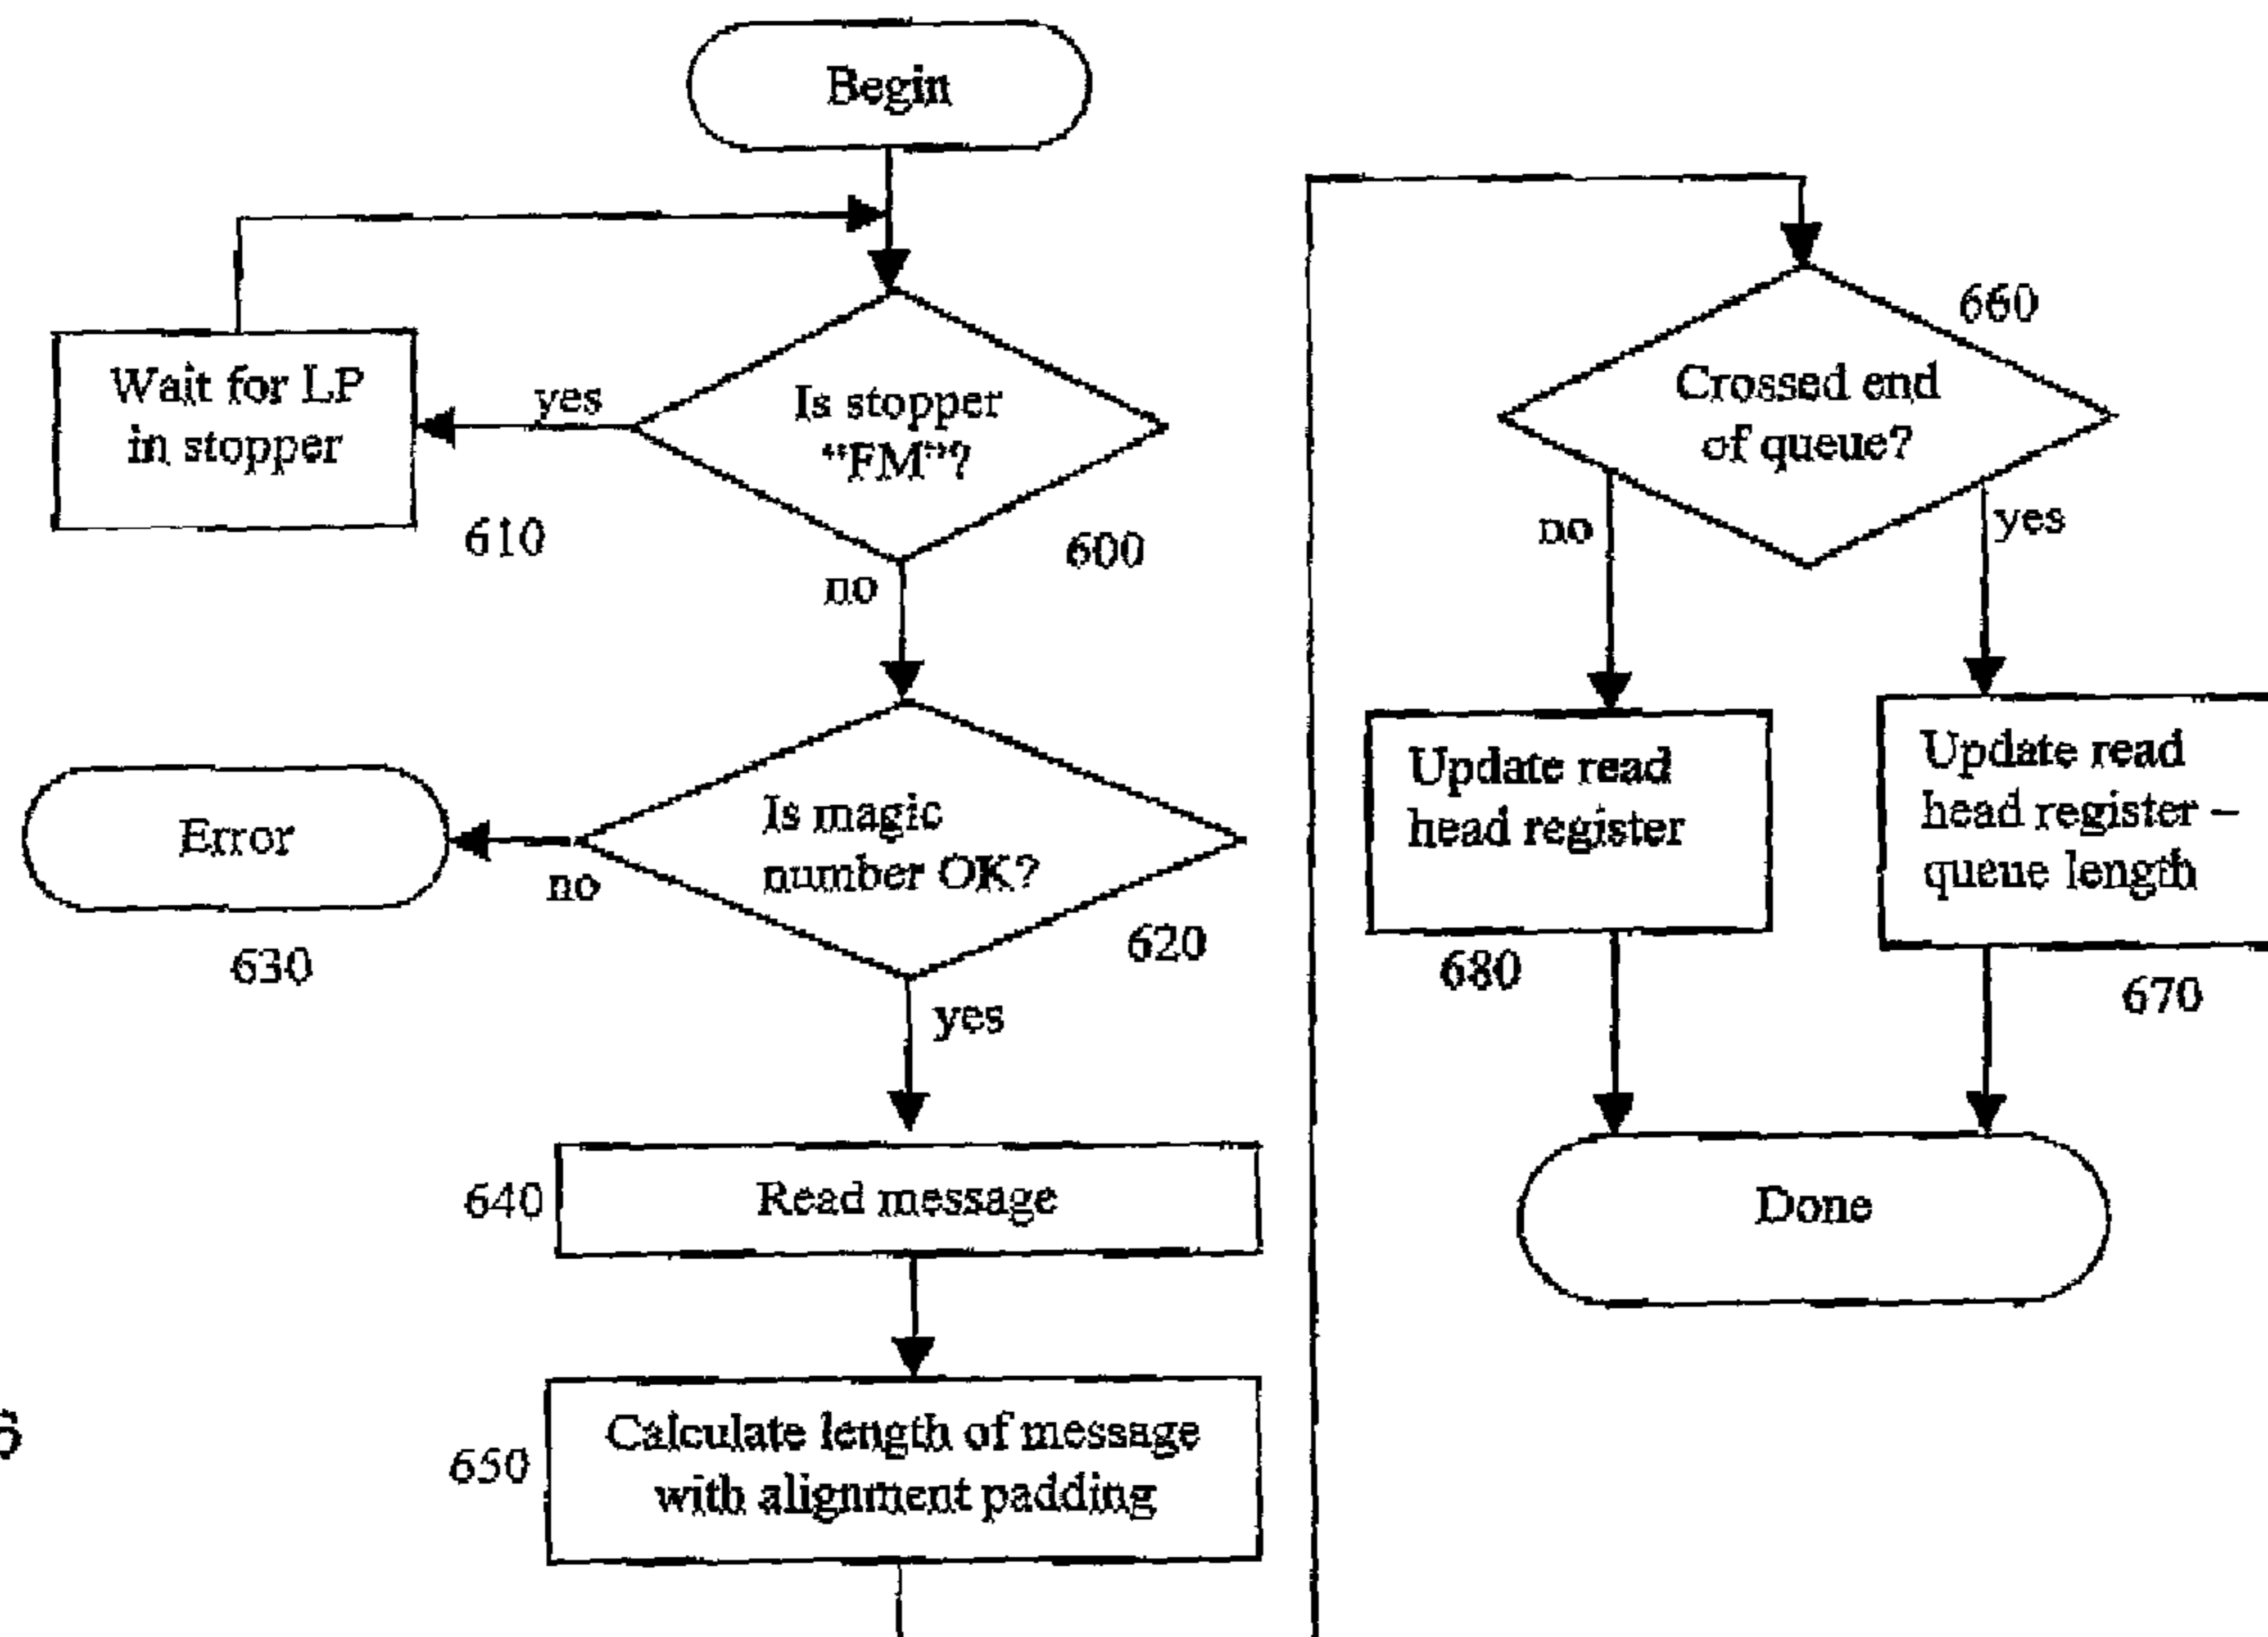 Begin
Wait for LP
in stopper
610
yes
Is stopper
“FM”?
600
no
Error
630
no
Is magic
number OK?
620
yes
640
Read message
650
Calculate length of message
with alignment padding
6
660
Crossed end
of queue?
no
yes
Update read
head register
680
Update read
head register –
queue length
670
Done